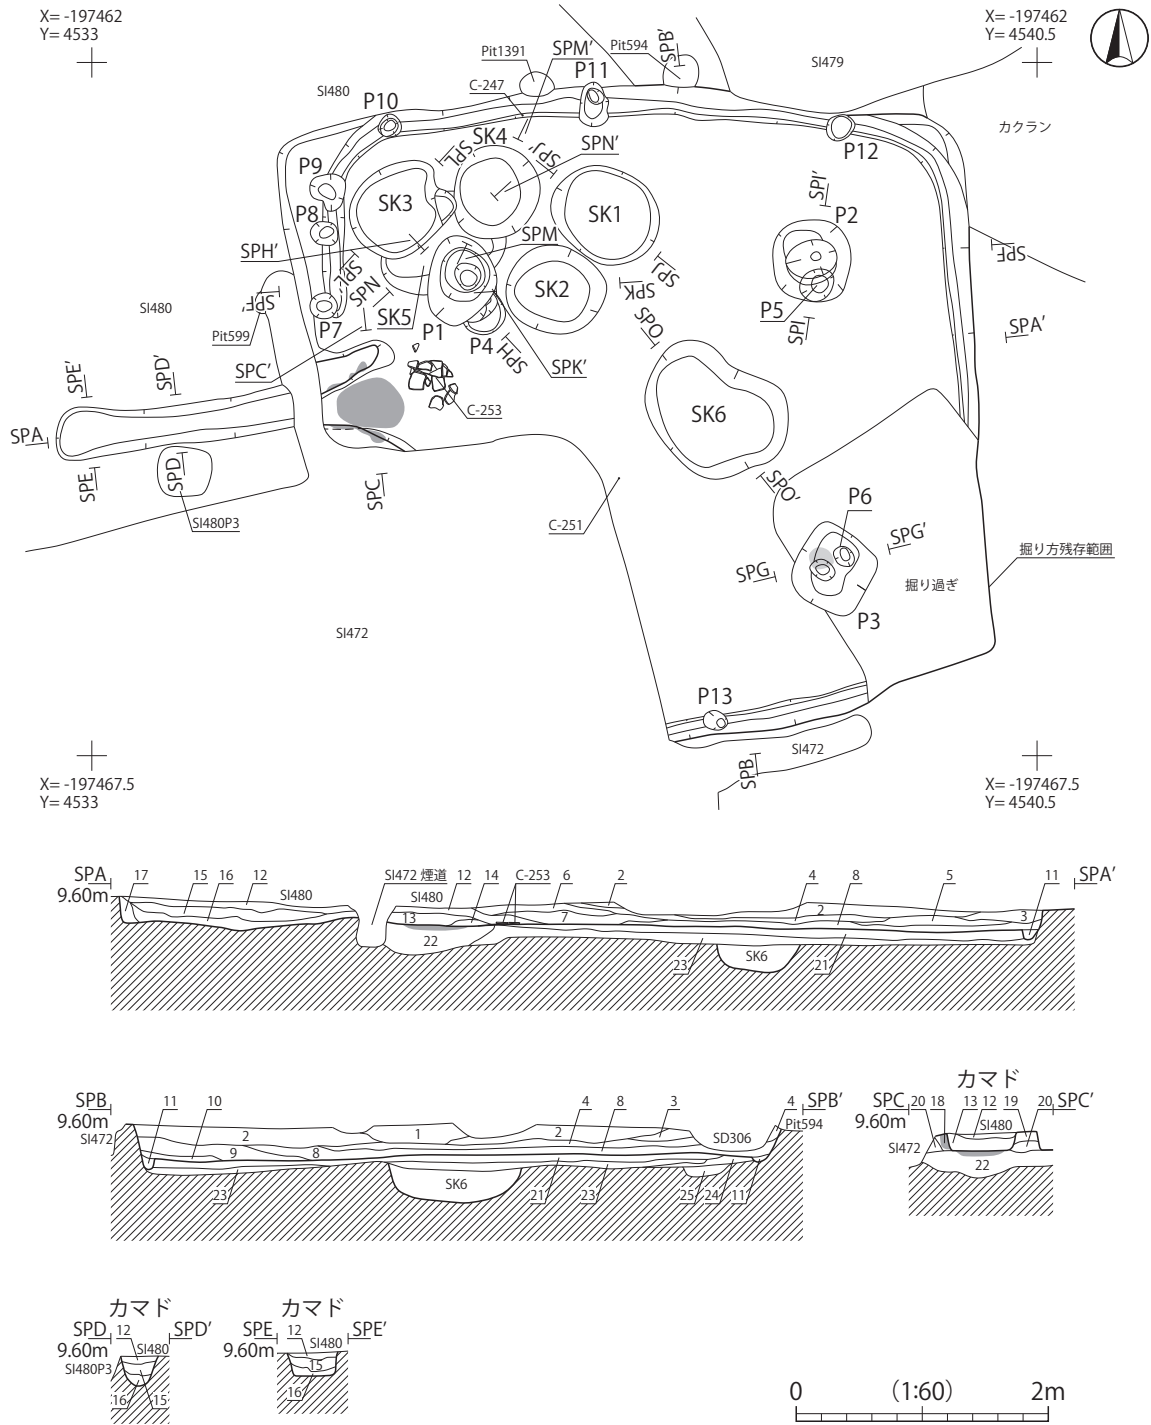 X= -197462
Y= 4533
X= -197462
Y= 4540.5
Pit1391
SPM’
Pit594
SPB’
SI479
SI480
C-247
P11
P10
カクラン
P12
SPL
SK4
SPJ’
SPN’
P9
SK3
SK1
SPI’
P2
P8
SPH’
SPM
SPF
SPL’
SPN
SPJ
SPK
SK2
SI480
SPF’
P7
SK5
P1
P4
SPH
SPO
P5
SPI
SPA’
Pit599
SPC’
SPK’
SPE’
SPD’
C-253
SK6
SPA
SPE
SPD
SPC
SPO’
P6
SI480P3
C-251
SPG’
SPG
掘り方残存範囲
掘り過ぎ
P3
SI472
P13
SI472
SPB
X= -197467.5
Y= 4533
X= -197467.5
Y= 4540.5
SPA
9.60m
17
15
16
12
SI480
SI472 煙道
SI480
12
14
C-253
6
2
4
8
5
11
SPA’
13
7
2
3
22
23
SK6
21
SPB
9.60m
SI472
11
10
4
8
3
4
SPB’
Pit594
2
1
2
SD306
9
8
23
SK6
21
23
25
24
11
カマド
SPC
9.60m
20
18
13
12
19
20
SPC’
SI480
SI472
22
カマド
SPD
9.60m
12
SPD’
SI480
SI480P3
16
15
カマド
SPE
9.60m
12
SPE’
SI480
15
16
0
（1:60）
2m